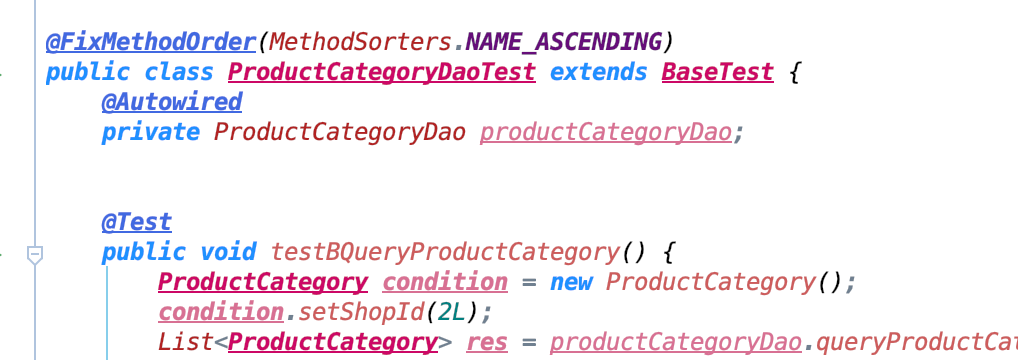 @FixMethodOrder(MethodSorters.NAME_ASCENDING)
public class ProductCategoryDaoTest extends BaseTest {
@Autowired
private ProductCategoryDao productCategoryDao;
@Test
public void testBQueryProductCategory() {
ProductCategory condition = new ProductCategory();
condition.setShopId(2L);
List<ProductCategory> res = productCategoryDao.queryProductCat